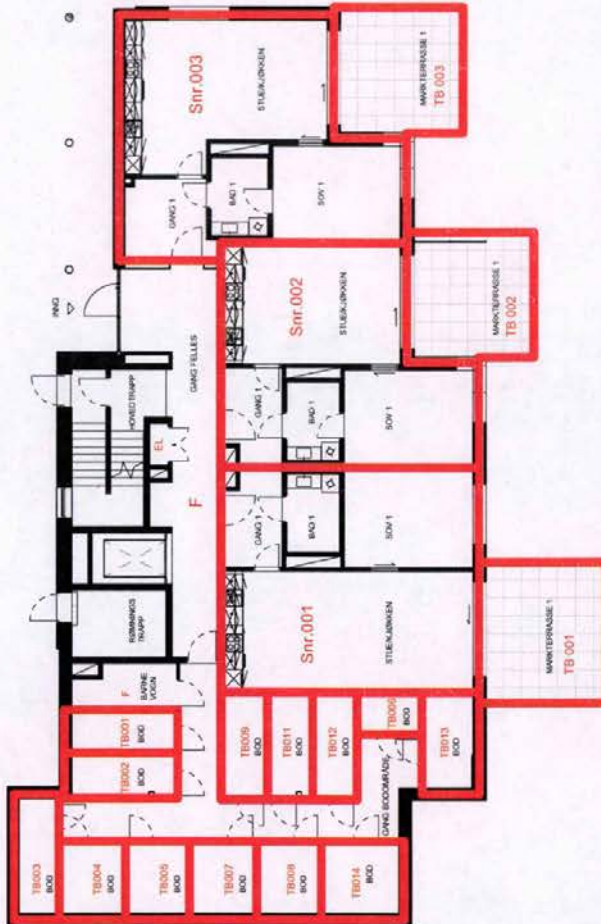 Snr.003
STUE/KJØKKEN
MARKTERRASSE 1
TB 003
GANG 1
BAD 1
SOV 1
INNG
Snr.002
STUE/KJØKKEN
MARKTERRASSE 1
TB 002
HOVEDTRAPP
GANG FELLES
EL
GANG 1
BAD 1
SOV 1
F
GANG 1
BAD 1
SOV 1
RØMNINGS
TRAPP
Snr.001
STUE/KJØKKEN
MARKTERRASSE 1
TB 001
F
BARNE
VOGN
TB001
BOD
TB002
BOD
TB009
BOD
TB011
BOD
TB012
BOD
BOD
TB013
BOD
GANG BODOMRÅDE
TB003
BOD
TB004
BOD
TB005
BOD
TB007
BOD
TB008
BOD
TB014
BOD